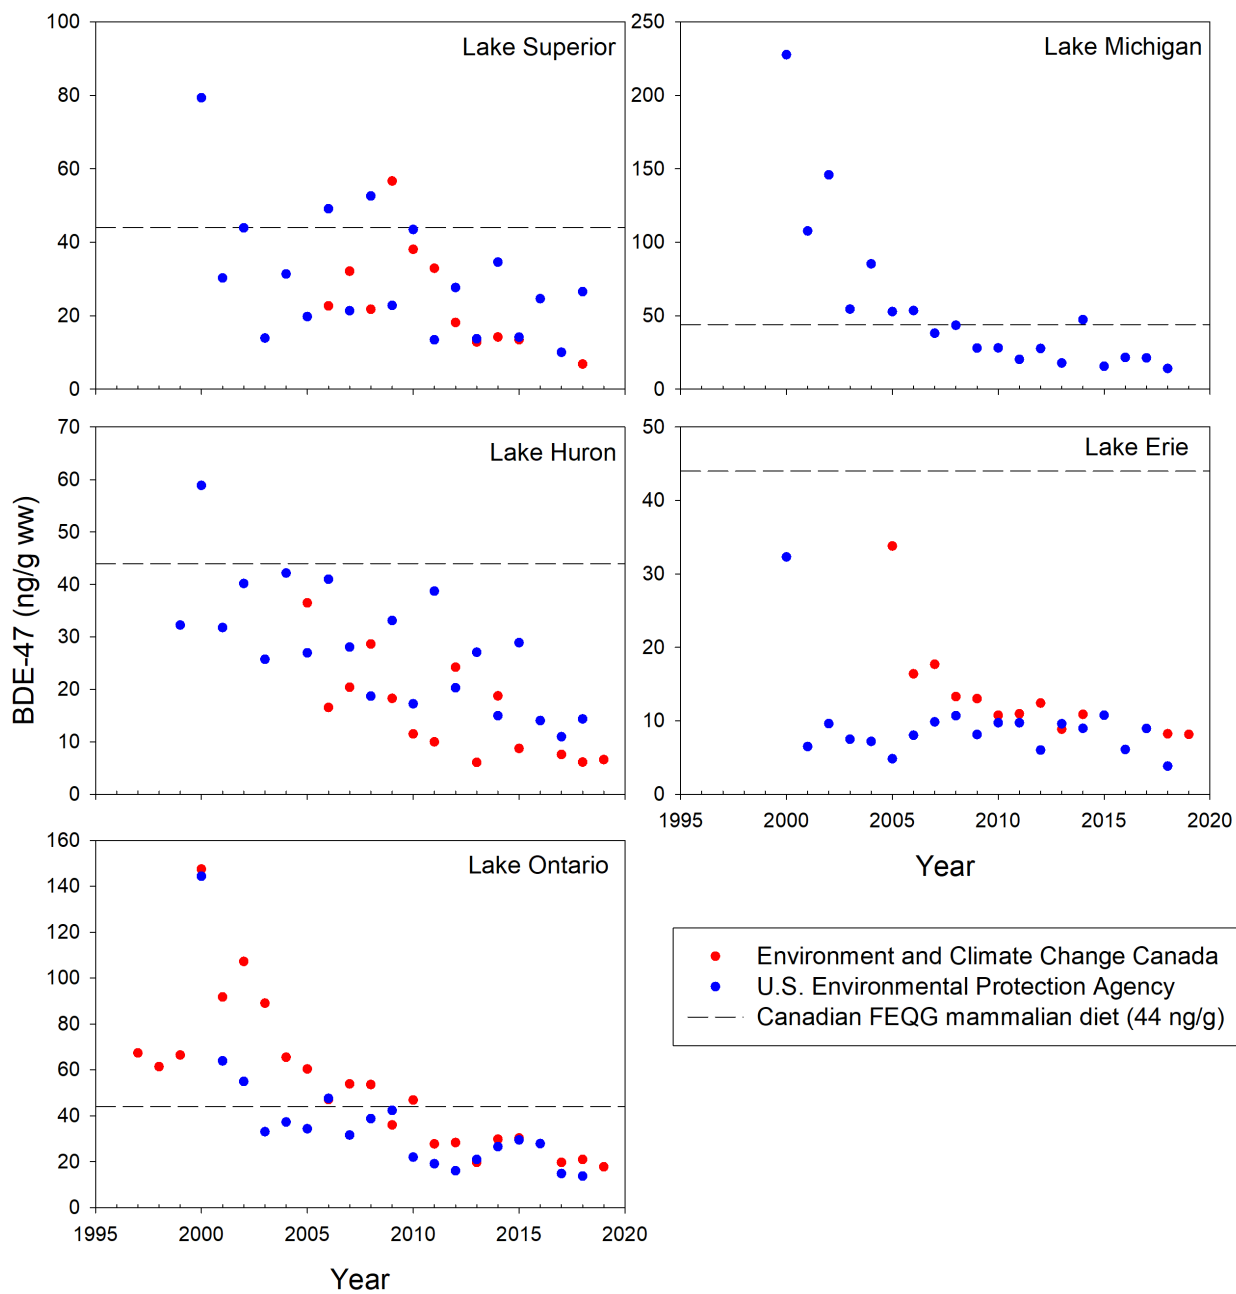 100
80
60
40
20
0
Lake Superior
250
200
150
100
50
0
Lake Michigan
70
60
50
40
30
20
10
0
Lake Huron
50
40
30
20
10
0
Lake Erie
1995 2000 2005 2010 2015 2020
Year
BDE-47 (ng/g ww)
160
140
120
100
80
60
40
20
0
Lake Ontario
1995 2000 2005 2010 2015 2020
Year
Environment and Climate Change Canada
U.S. Environmental Protection Agency
Canadian FEQG mammalian diet (44 ng/g)